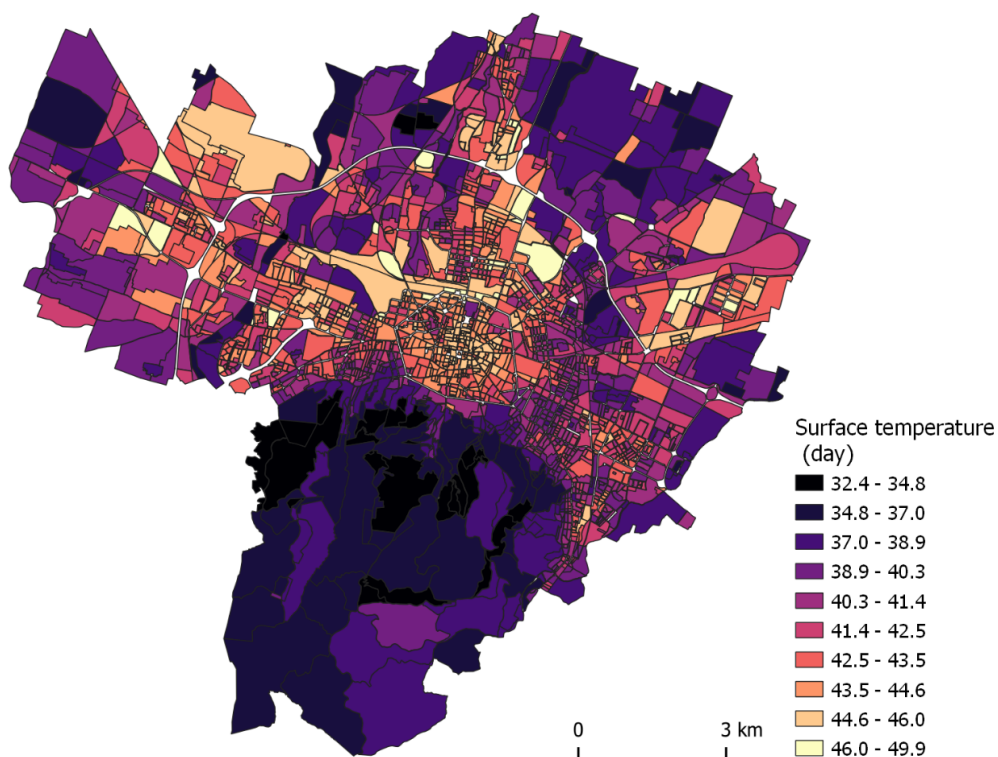 Surface temperature
(day)
32.4 - 34.8
34.8 - 37.0
37.0 - 38.9
38.9 - 40.3
40.3 - 41.4
41.4 - 42.5
42.5 - 43.5
43.5 - 44.6
44.6 - 46.0
46.0 - 49.9
0 3 km